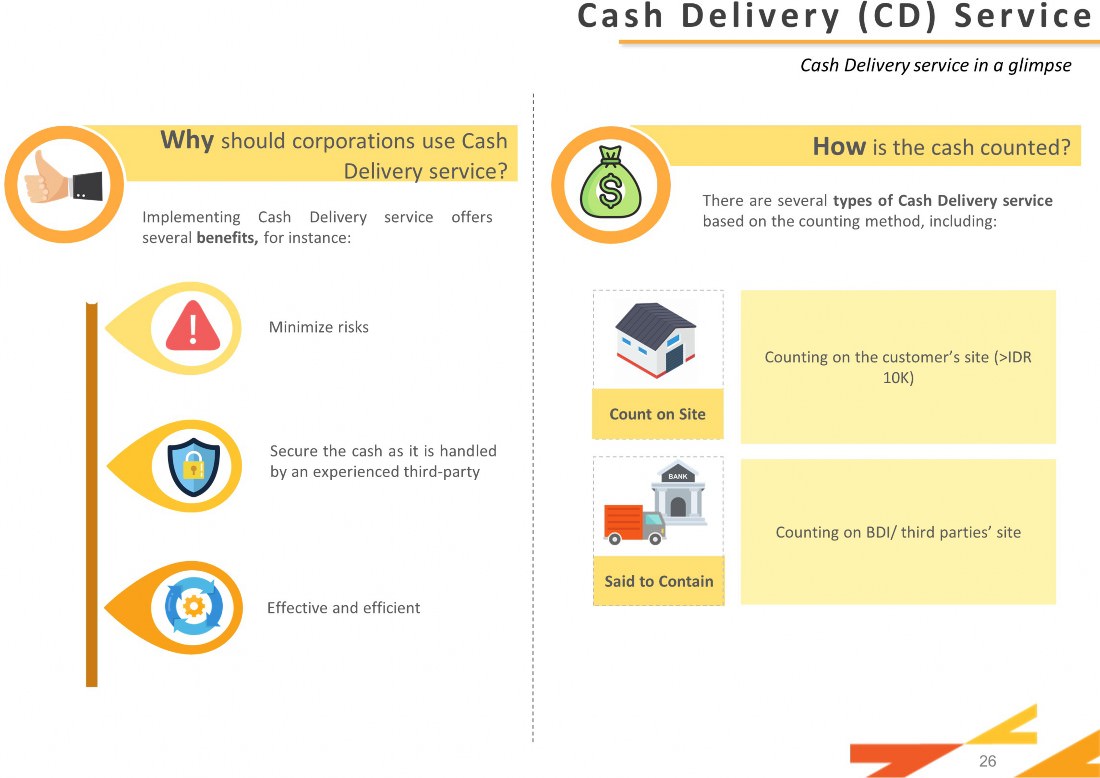 Cash Delivery (CD) Service
Cash Delivery service in a glimpse
Why should corporations use Cash
Delivery service?
Implementing Cash Delivery service offers
several benefits, for instance:
Minimize risks
Secure the cash as it is handled
by an experienced third-party
Effective and efficient
How is the cash counted?
There are several types of Cash Delivery service
based on the counting method, including:
Count on Site
Counting on the customer's site (>IDR
10K)
BANK
Said to Contain
Counting on BDI/ third parties' site
26